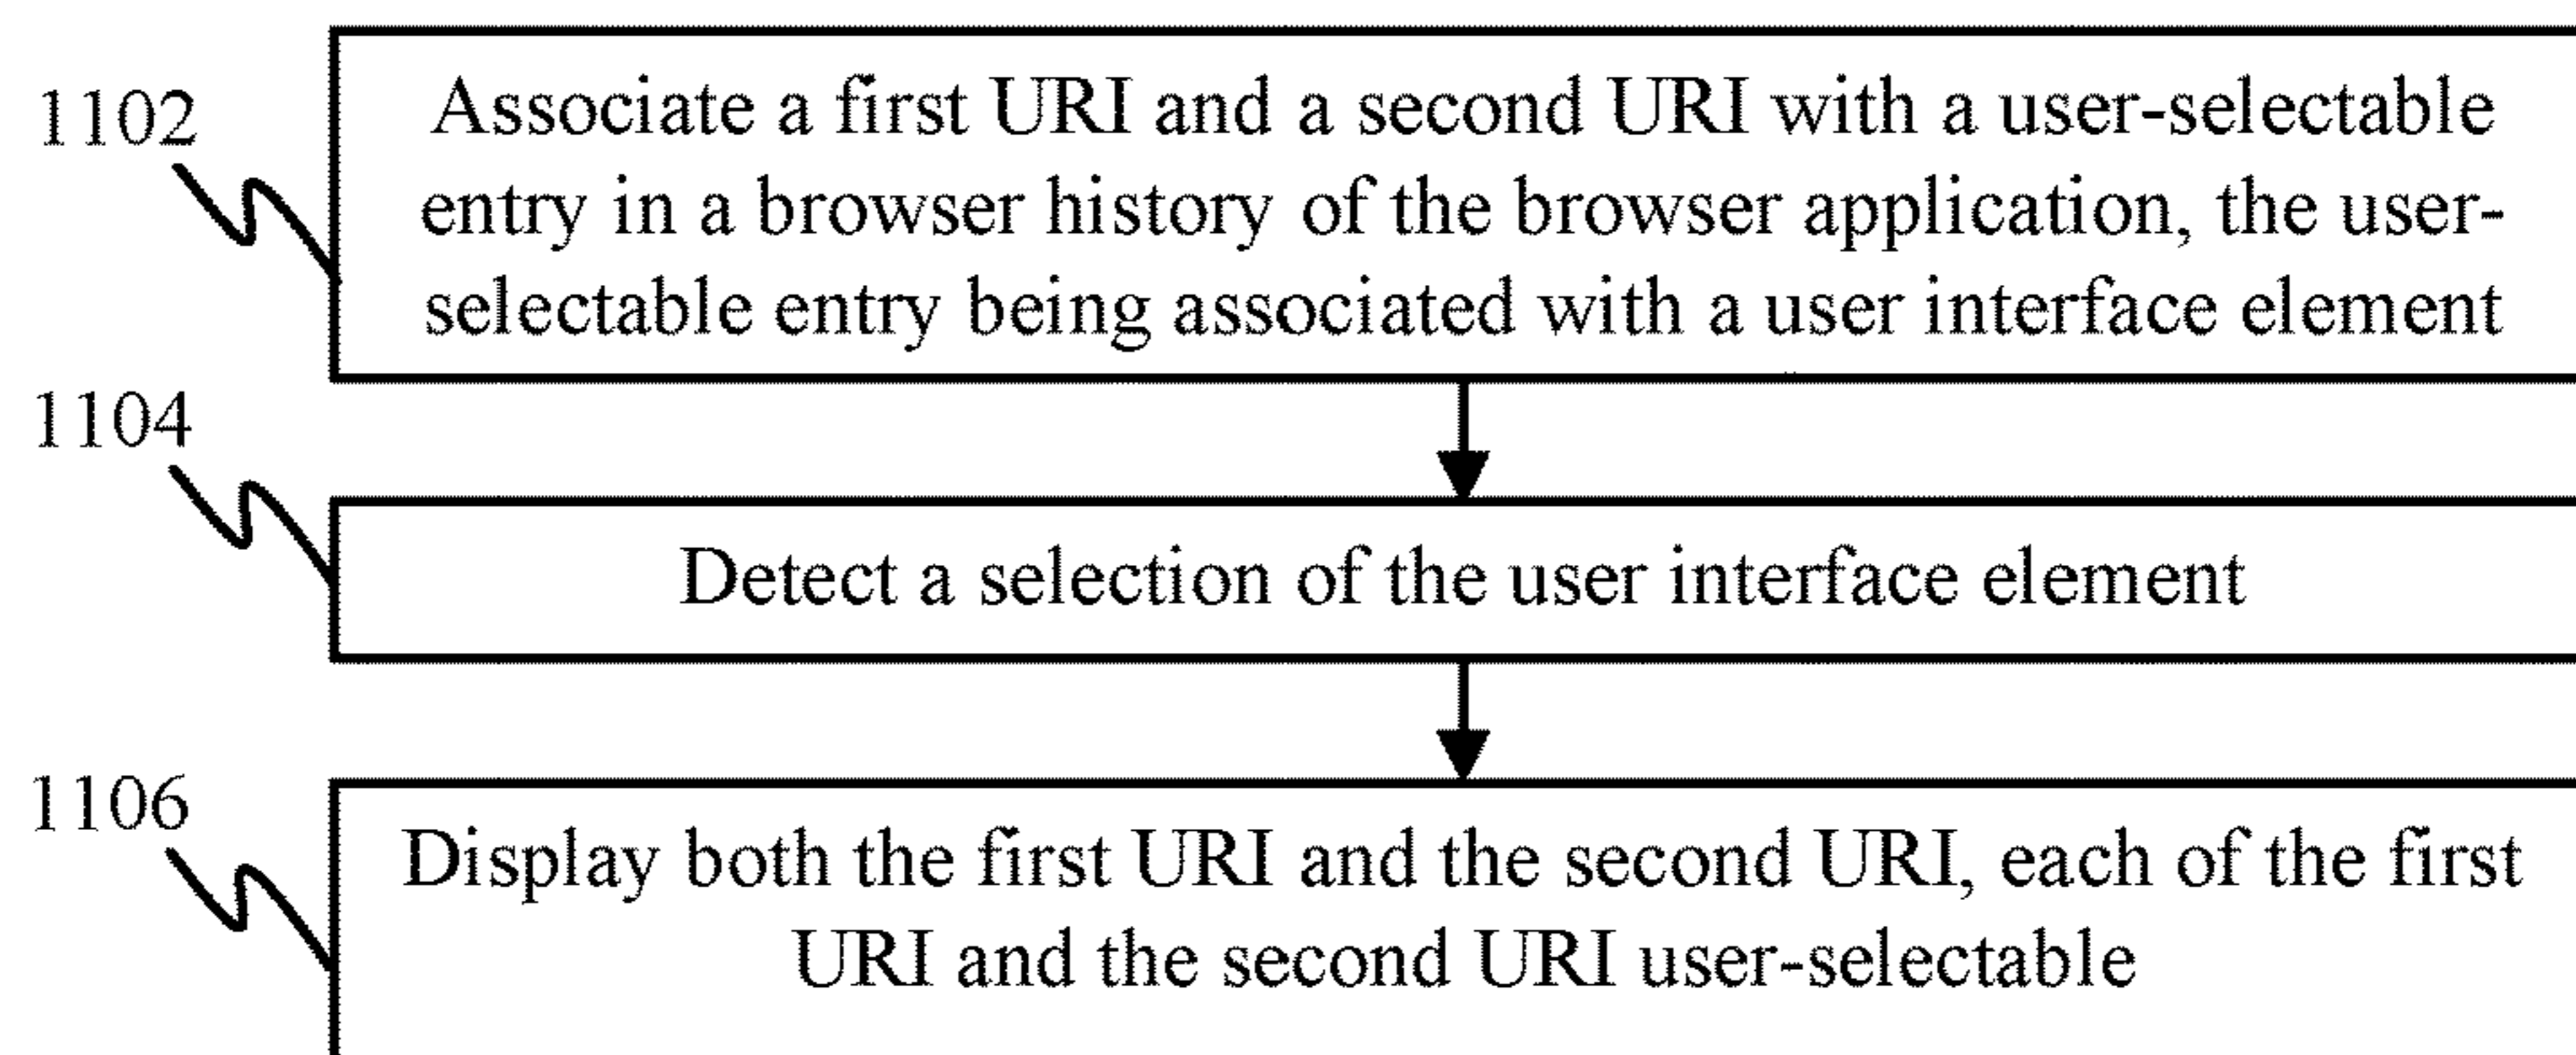 1102
Associate a first URI and a second URI with a user-selectable
entry in a browser history of the browser application, the user-
selectable entry being associated with a user interface element
1104
Detect a selection of the user interface element
1106
Display both the first URI and the second URI, each of the first
URI and the second URI user-selectable